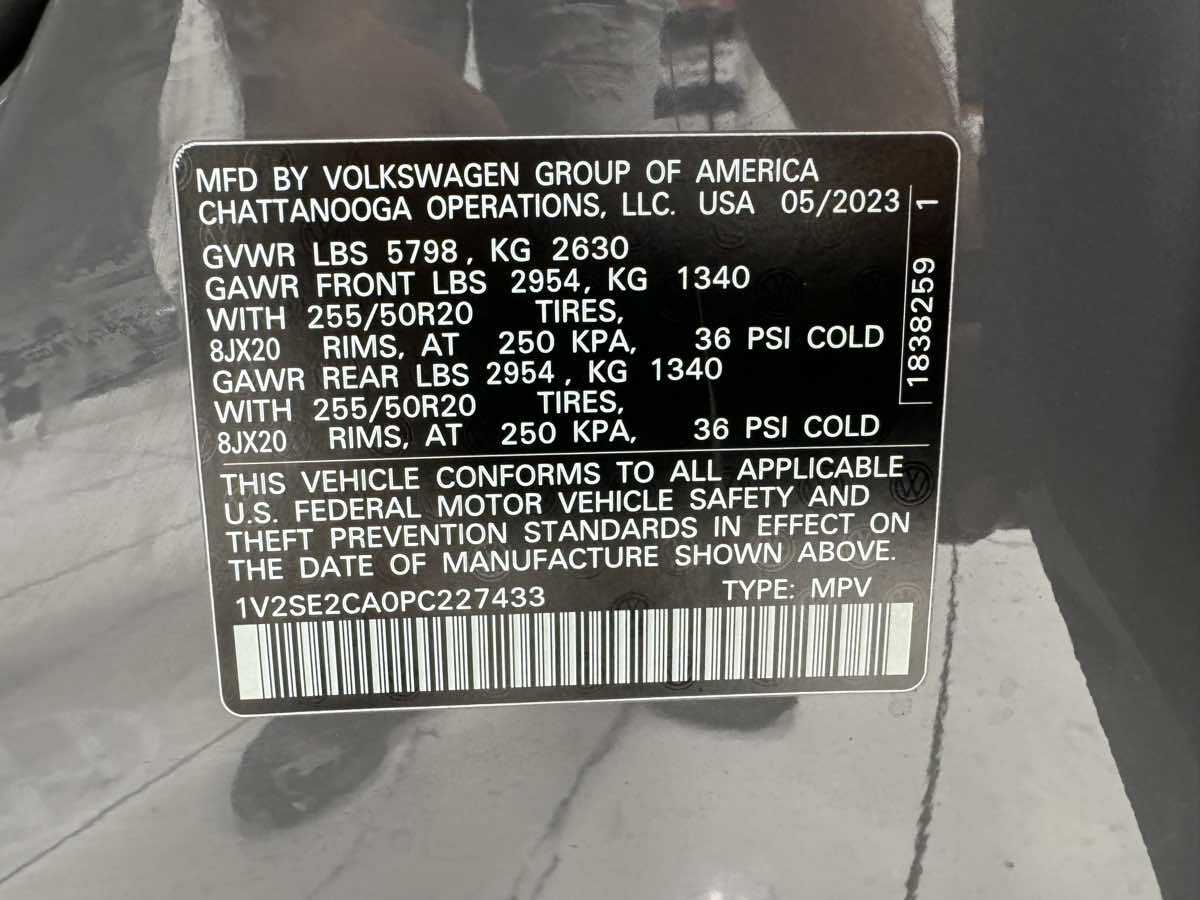 MFD BY VOLKSWAGEN GROUP OF AMERICA
CHATTANOOGA OPERATIONS, LLC. USA 05/2023
GVWR LBS 5798, KG 2630
GAWR FRONT LBS 2954, KG 1340
WITH 255/50R20 TIRES,
8JX20 RIMS, AT 250 KPA, 36 PSI COLD
GAWR REAR LBS 2954, KG 1340
WITH 255/50R20 TIRES,
8JX20 RIMS, AT 250 KPA, 36 PSI COLD
THIS VEHICLE CONFORMS TO ALL APPLICABLE
U.S. FEDERAL MOTOR VEHICLE SAFETY AND
THEFT PREVENTION STANDARDS IN EFFECT ON
THE DATE OF MANUFACTURE SHOWN ABOVE.
1V2SE2CA0PC227433 TYPE: MPV
1838259 1